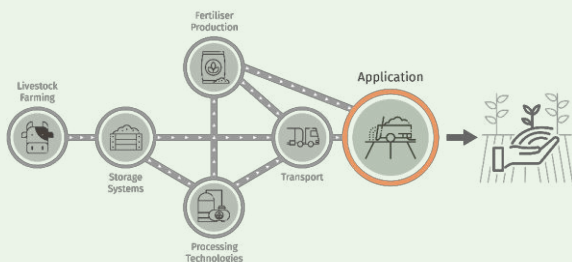 Fertiliser
Production
Application
Livestock
Farming
Storage
Systems
Transport
Processing
Technologies